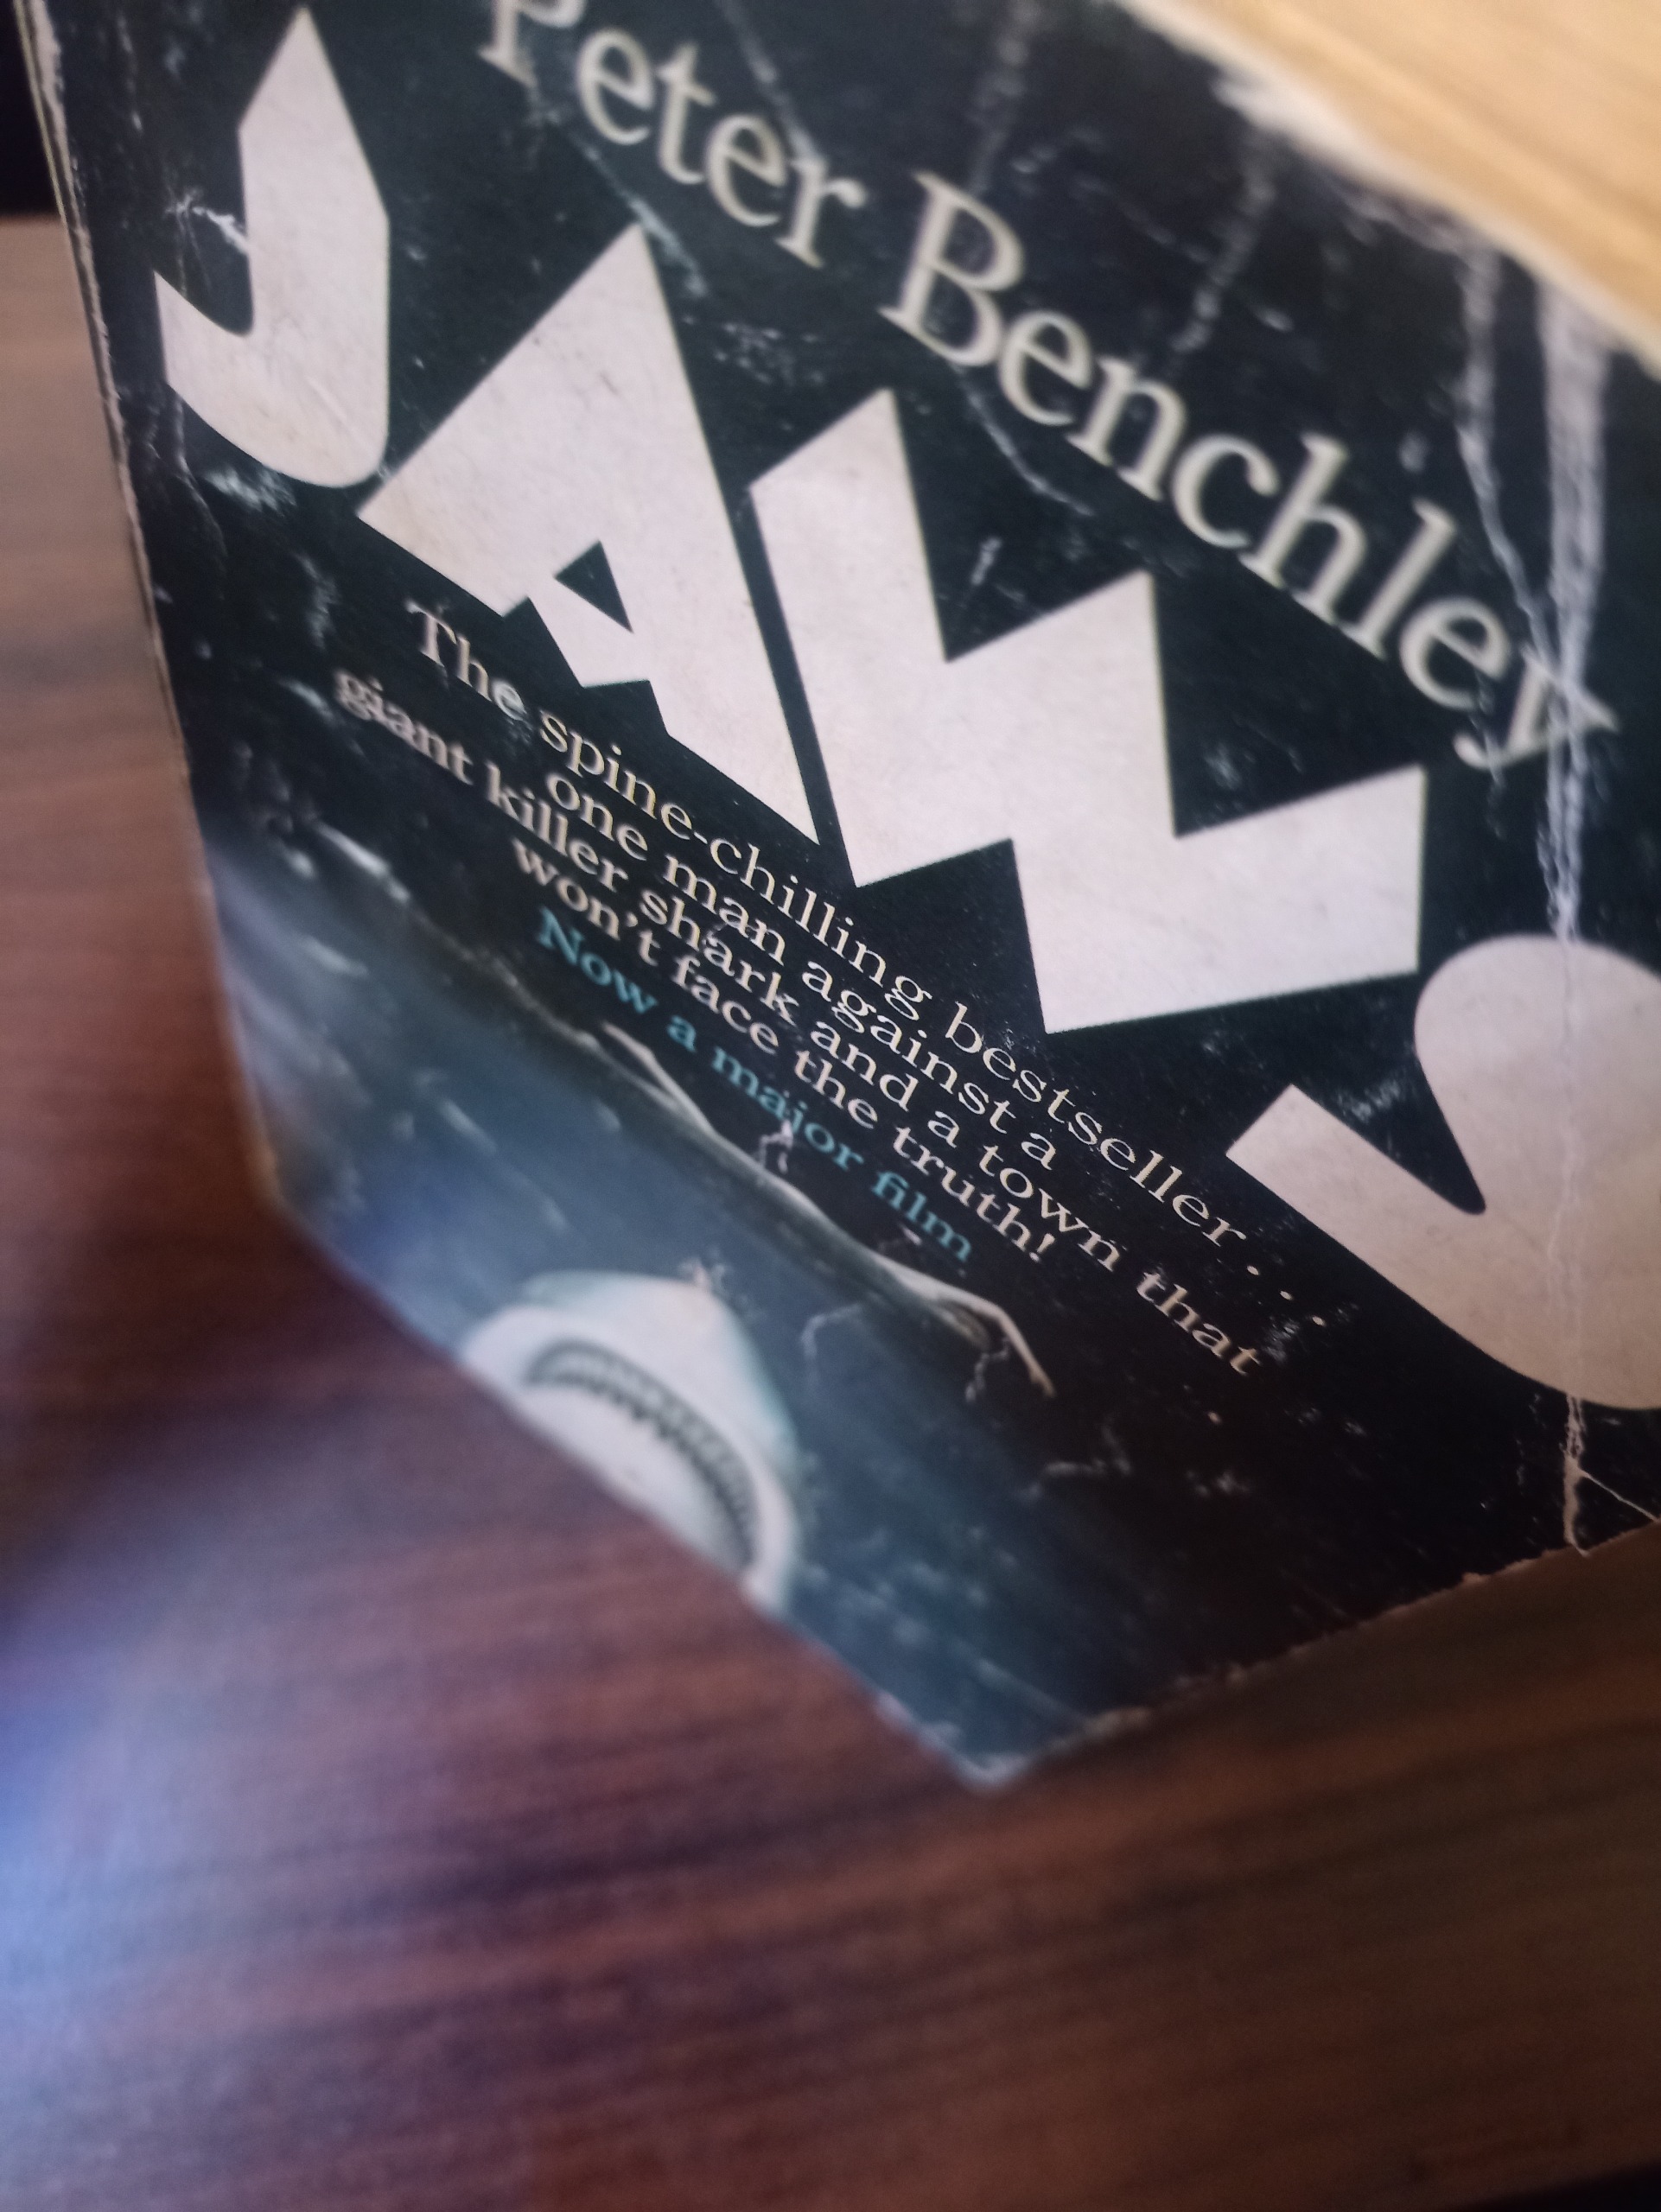 Peter Benchley
JAWS
The spine-chilling bestseller . . .
one man against a
giant killer shark and a town that
won't face the truth!
Now a major film